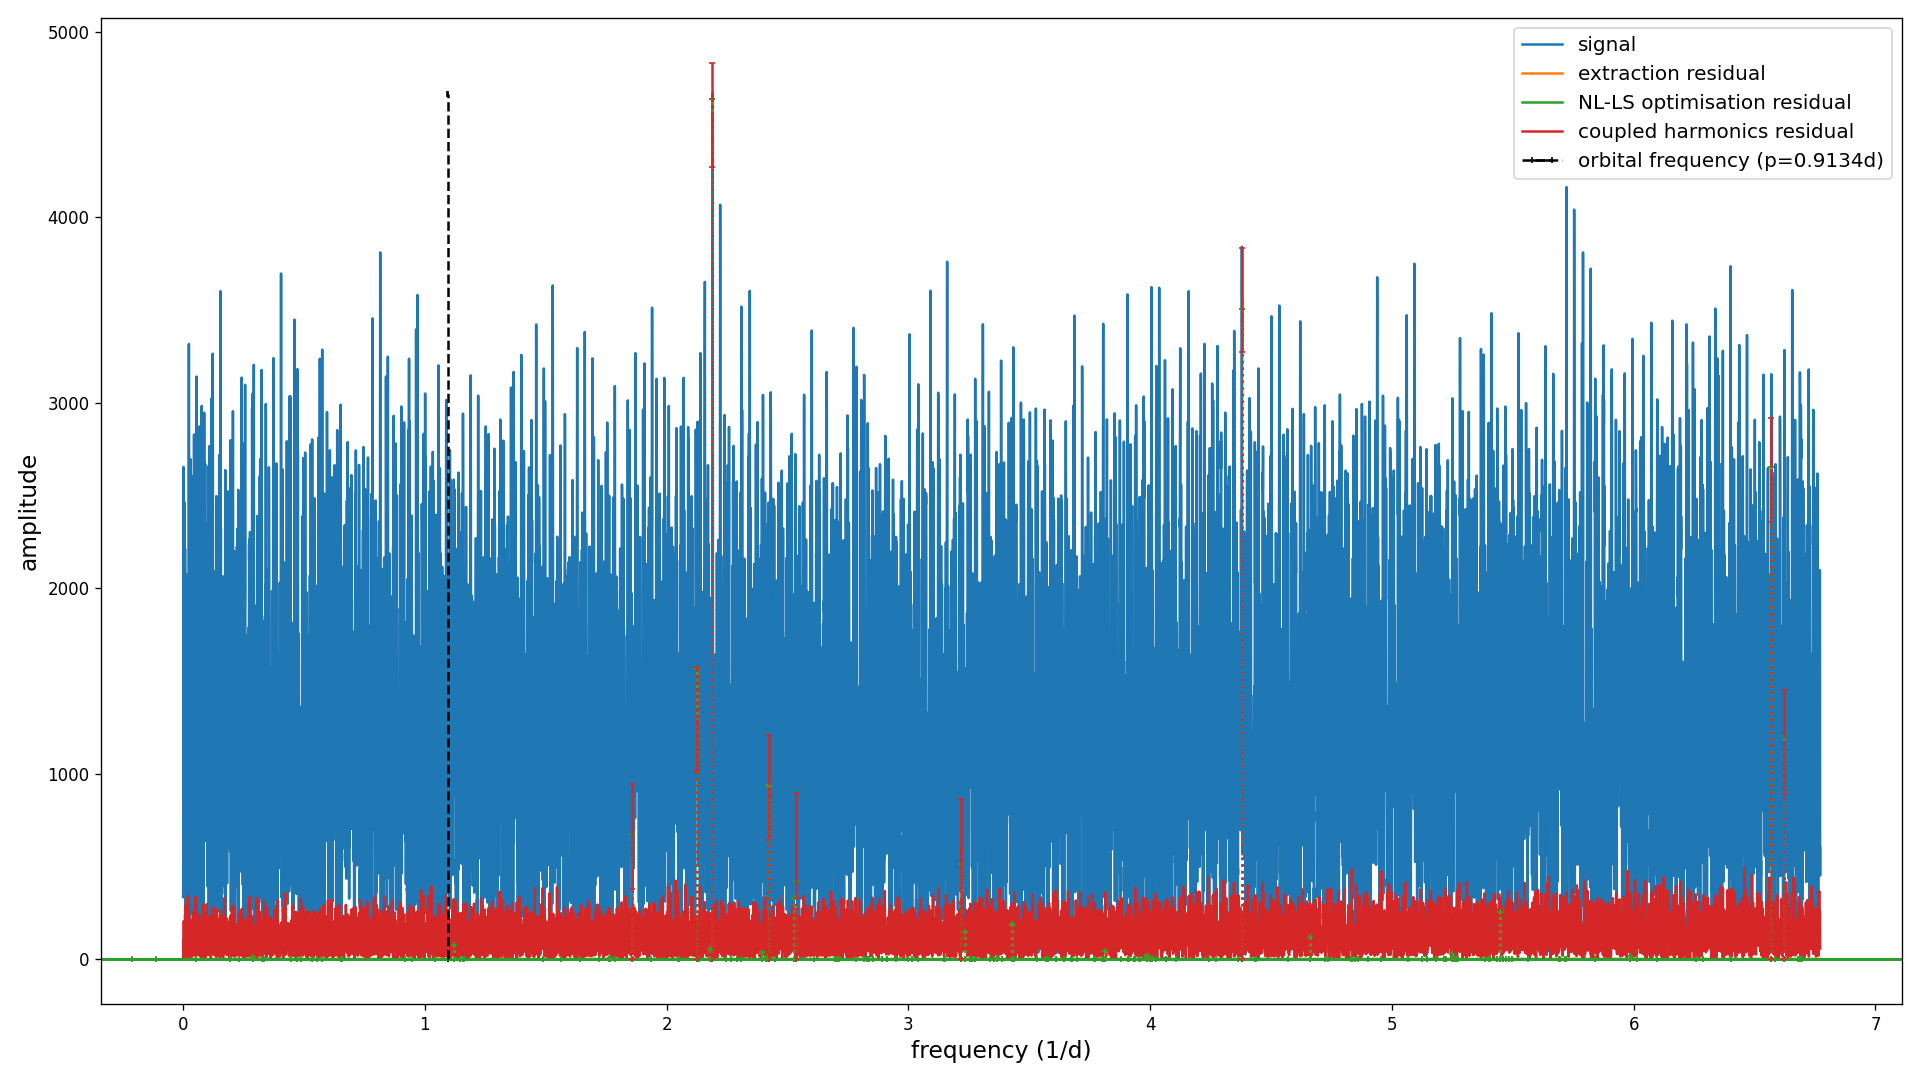 5000
4000
3000
2000
1000
0
amplitude
0 1 2 3 4 5 6 7
frequency (1/d)
signal
extraction residual
NL-LS optimisation residual
coupled harmonics residual
orbital frequency (p=0.9134d)